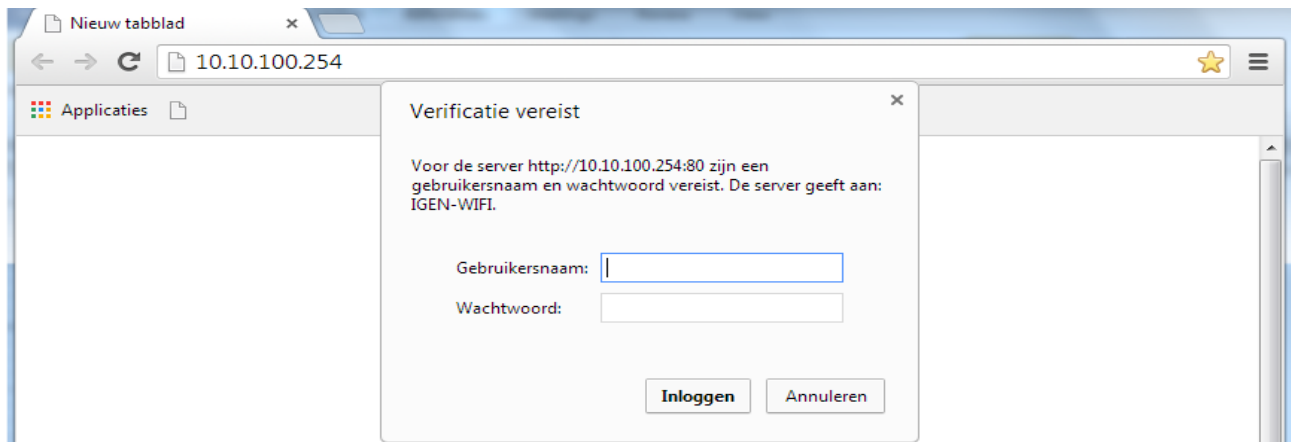 Nieuw tabblad
10.10.100.254
Applicaties
Verificatie vereist
Voor de server http://10.10.100.254:80 zijn een
gebruikersnaam en wachtwoord vereist. De server geeft aan:
IGEN-WIFI.
Gebruikersnaam:
Wachtwoord:
Inloggen
Annuleren